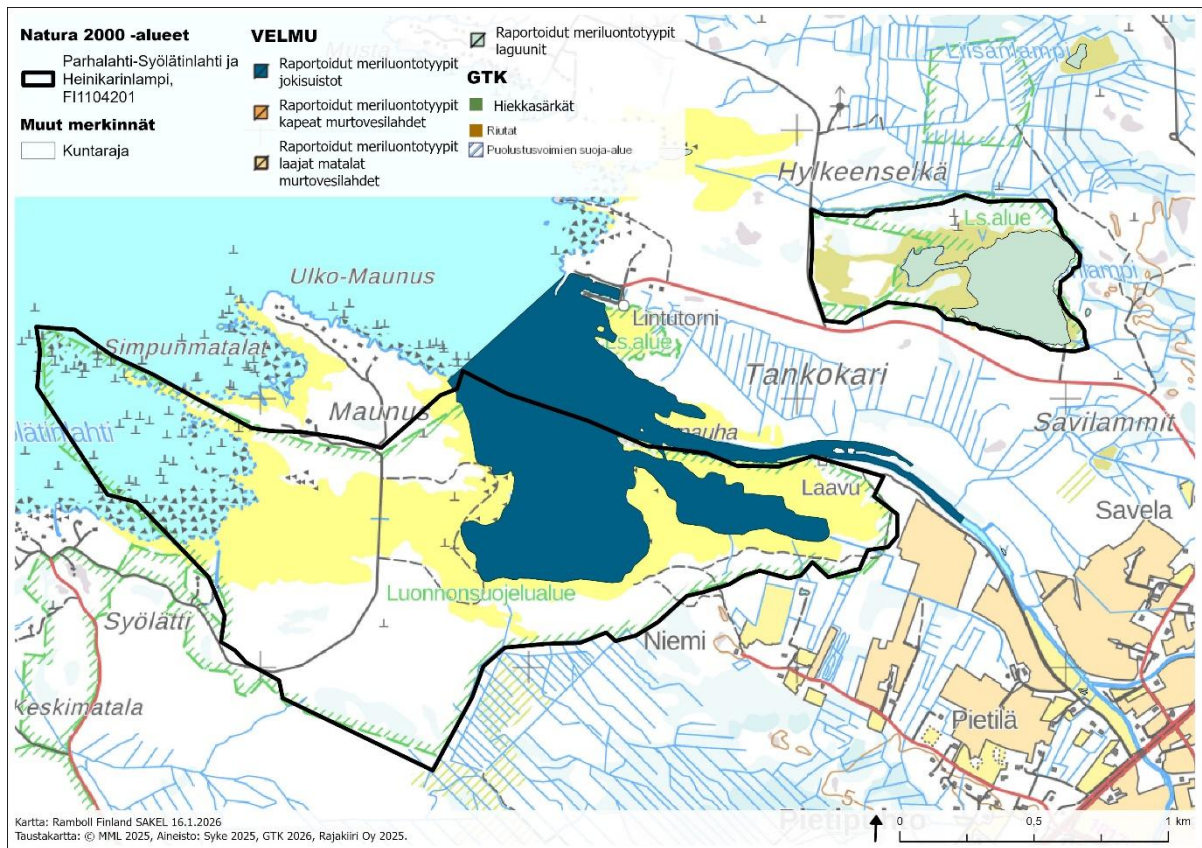 Natura 2000 -alueet
Parhalahti-Syölätinlahti ja
Heinikarinlampi,
FI1104201
Muut merkinnät
Kuntaraja
VELMU
Raportoidut meriluontotyypit
jokisuistot
Raportoidut meriluontotyypit
kapeat murtovesilahdet
Raportoidut meriluontotyypit
laajat matalat
murtovesilahdet
Raportoidut meriluontotyypit
laguunit
GTK
Hiekkasärkät
Riutat
Puolustusvoimien suoja-alue
Liisanlampi
Hylkeenselkä
Ls.alue
Ulko-Maunus
Lintutorni
Ls.alue
Simpunmatalat
Tankokari
Maunus
Savilammit
Laavu
Savela
Luonnonsuojelualue
Syölätti
Niemi
Keskimatala
Pietilä
5
0
0.5
1 km
Kartta: Ramboll Finland SAKEL 16.1.2026
Taustakartta: © MML 2025, Aineisto: Syke 2025, GTK 2026, Rajakiiri Oy 2025.